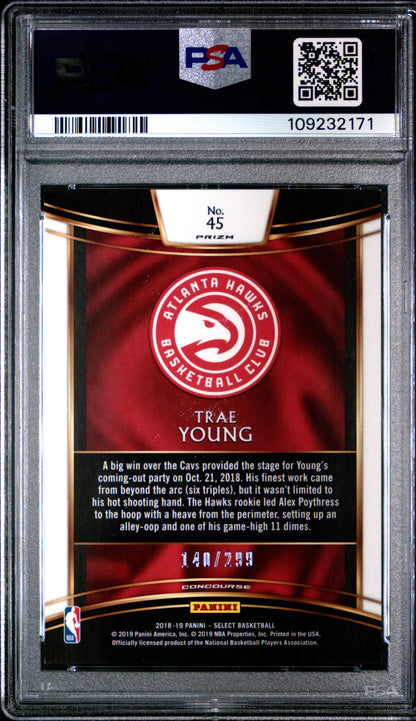 PSA
109232171
No.
45
PRIZM
ATLANTA HAWKS
BASKETBALL CLUB
TRAE
YOUNG
A big win over the Cavs provided the stage for Young's
coming-out party on Oct. 21, 2018. His finest work came
from beyond the arc (six triples), but it wasn't limited to
his hot shooting hand. The Hawks rookie led Alex Poythress
to the hoop with a heave from the perimeter, setting up an
alley-oop and one of his game-high 11 dimes.
140/299
CONCOURSE
PANINI
NBA
2018-19 PANINI - SELECT BASKETBALL
© 2019 Panini America, Inc. © 2019 NBA Properties, Inc. Printed in the USA.
Officially licensed product of the National Basketball Players Association.
PSA